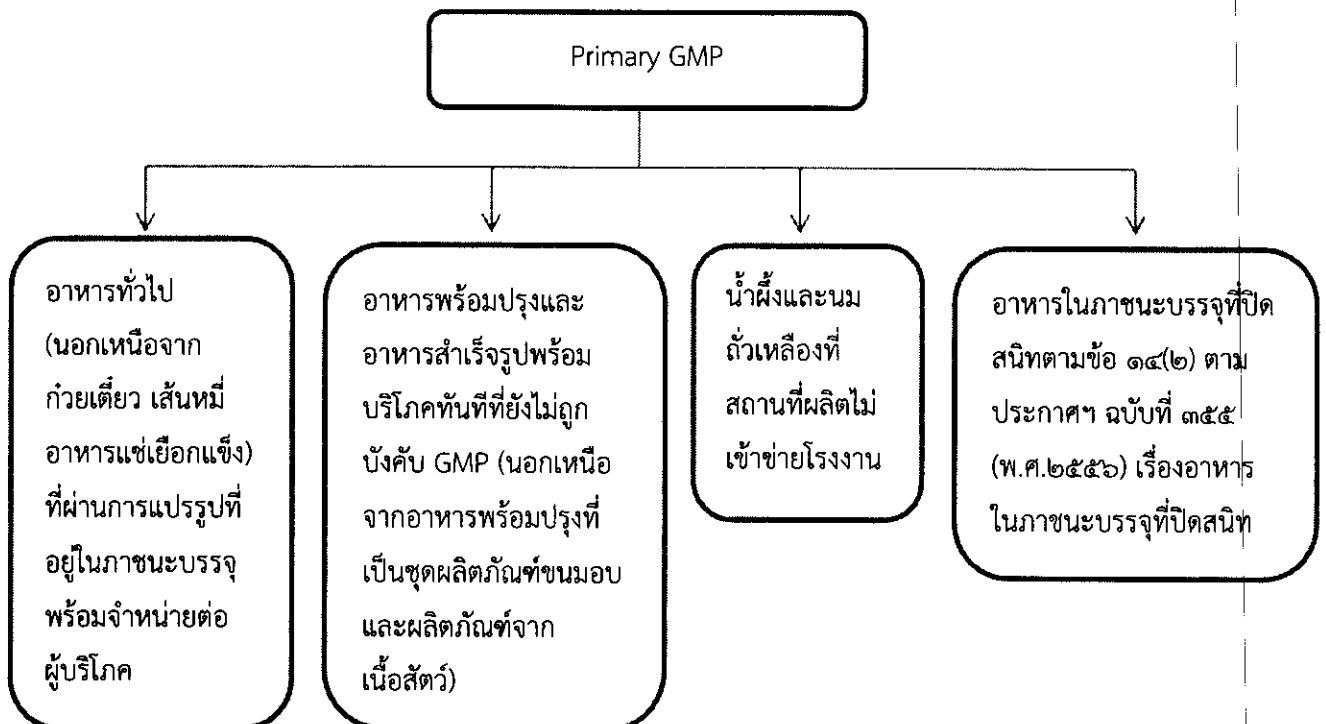 Primary GMP
อาหารทั่วไป
(นอกเหนือจาก
ก๋วยเตี๋ยว เส้นหมี่
อาหารแช่เยือกแข็ง)
ที่ผ่านการแปรรูปที่
อยู่ในภาชนะบรรจุ
พร้อมจำหน่ายต่อ
ผู้บริโภค
อาหารพร้อมปรุงและ
อาหารสำเร็จรูปพร้อม
บริโภคทันทีที่ยังไม่ถูก
บังคับ GMP (นอกเหนือ
จากอาหารพร้อมปรุงที่
เป็นชุดผลิตภัณฑ์ขนมอบ
และผลิตภัณฑ์จาก
เนื้อสัตว์)
น้ำผึ้งและนม
ถั่วเหลืองที่
สถานที่ผลิตไม่
เข้าข่ายโรงงาน
อาหารในภาชนะบรรจุที่ปิด
สนิทตามข้อ ๑๔(๒) ตาม
ประกาศฯ ฉบับที่ ๓๕๕
(พ.ศ.๒๕๕๖) เรื่องอาหาร
ในภาชนะบรรจุที่ปิดสนิท